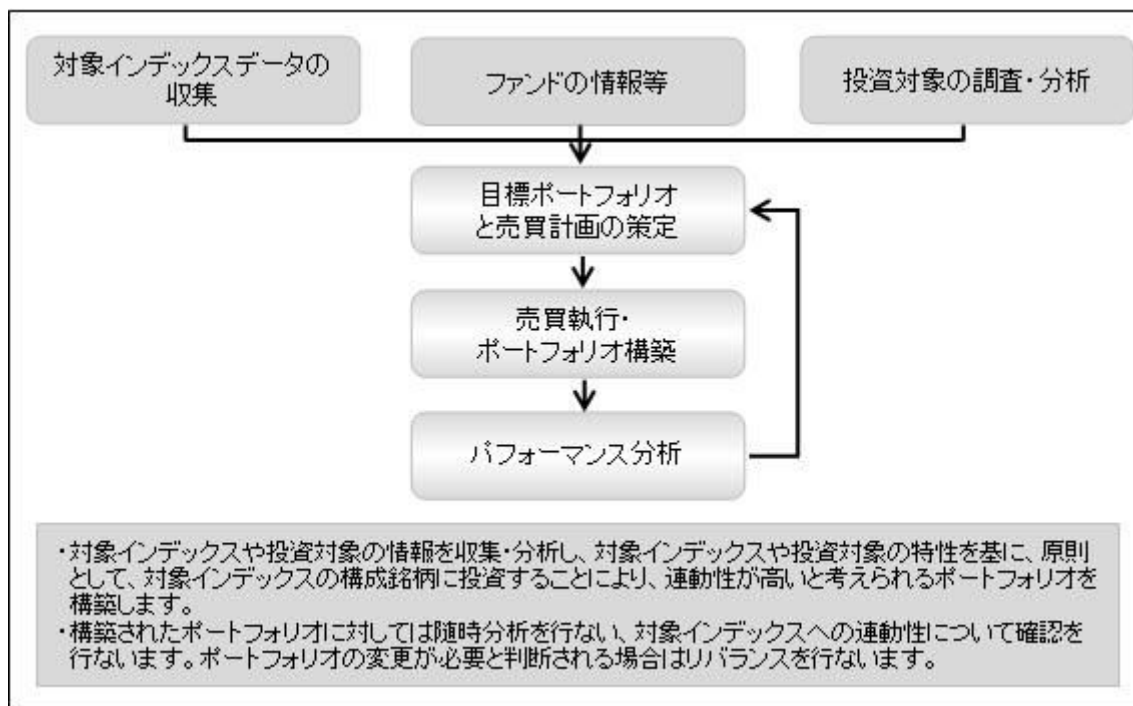 対象インデックスデータの
収集
ファンドの情報等
投資対象の調査・分析
目標ポートフォリオ
と売買計画の策定
売買執行・
ポートフォリオ構築
パフォーマンス分析
・対象インデックスや投資対象の情報を収集・分析し、対象インデックスや投資対象の特性を基に、原則
として、対象インデックスの構成銘柄に投資することにより、連動性が高いと考えられるポートフォリオを
構築します。
・構築されたポートフォリオに対しては随時分析を行ない、対象インデックスへの連動性について確認を
行ないます。ポートフォリオの変更が必要と判断される場合はリバランスを行ないます。